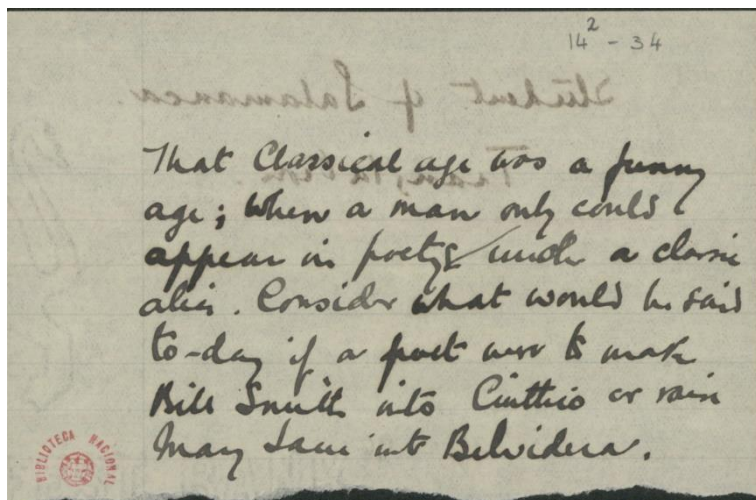 14² - 34
Student of Salamanca.
Translation.
That Classical age was a funny
age; when a man only could
appear in poetry under a classic
alias. Consider what would be said
to-day if a poet were to make
Bill Smith into Cinthio or
Mary Jane into Belvidera.
BIBLIOTECA NACIONAL